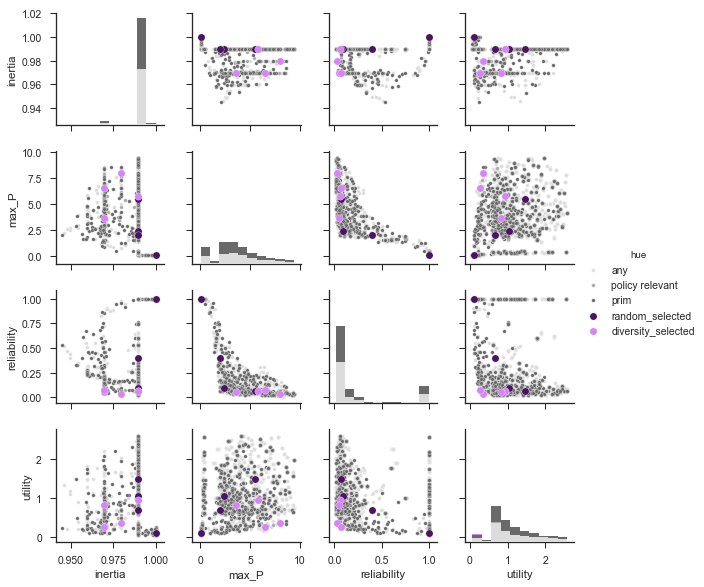 1.02
1.00
0.98
0.96
0.94
inertia
10.0
7.5
5.0
2.5
0.0
max_P
1.00
0.75
0.50
0.25
0.00
reliability
2
1
0
utility
hue
any
policy relevant
prim
random_selected
diversity_selected
0.950 0.975 1.000
inertia
0 5 10
max_P
0.0 0.5 1.0
reliability
0 1 2
utility